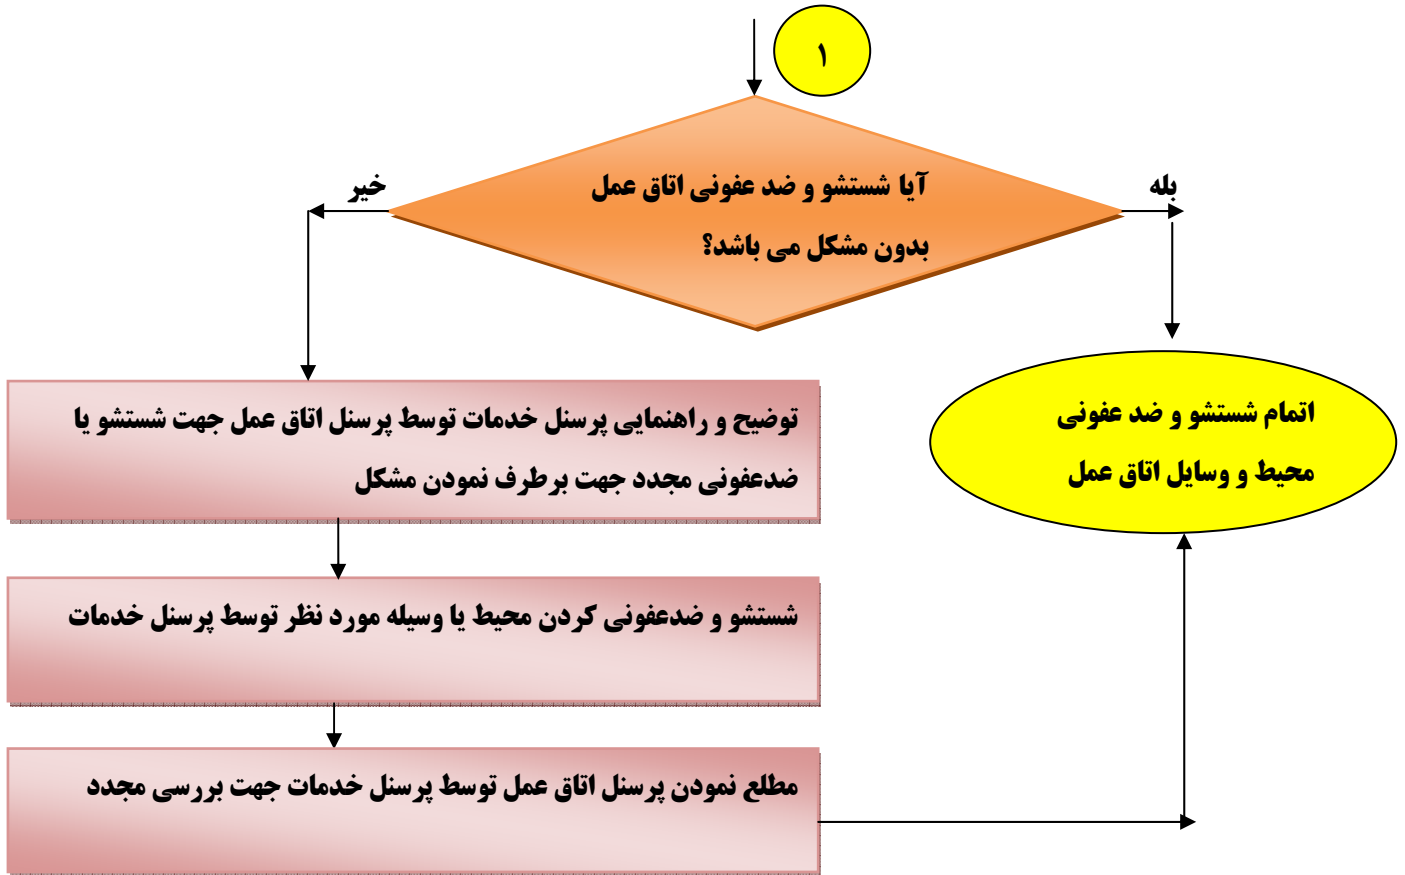 ۱
آیا شستشو و ضد عفونی اتاق عمل
بدون مشکل می باشد؟
بله
خیر
توضیح و راهنمایی پرسنل خدمات توسط پرسنل اتاق عمل جهت شستشو یا
ضدعفونی مجدد جهت برطرف نمودن مشکل
اتمام شستشو و ضد عفونی
محیط و وسایل اتاق عمل
شستشو و ضدعفونی کردن محیط یا وسیله مورد نظر توسط پرسنل خدمات
مطلع نمودن پرسنل اتاق عمل توسط پرسنل خدمات جهت بررسی مجدد